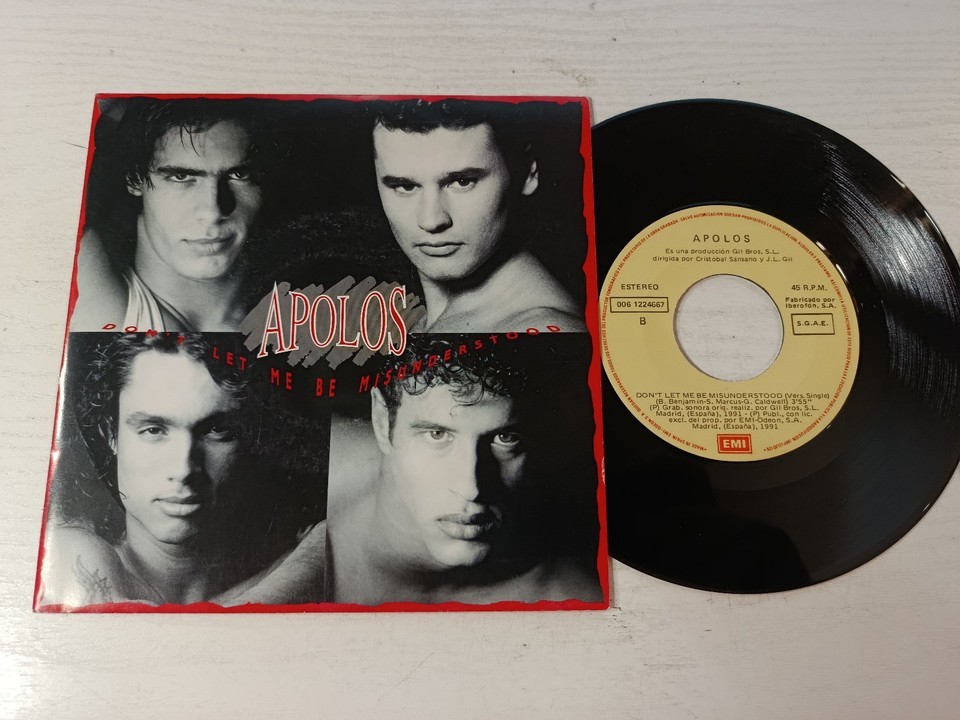 APOLOS
DON'T LET ME BE MISUNDERSTOOD
APOLOS
Es una producción Gil Bros, S.L.
dirigida por Cristobal Sánsano y J.L. Gil
ESTEREO
45 R.P.M.
006 1224667
Fabricado por
Iberofón, S.A.
B
S.G.A.E.
DON'T LET ME BE MISUNDERSTOOD (Vers. Single)
(B. Benjamin-S. Marcus-G. Caldwell) 3'55"
(P) Grab. sonora orig. realiz. por Gil Bros, S.L.
Madrid, (España), 1991 - (P) Publ., con lic.
excl. del prop. por EMI-Odeon, S.A.
Madrid, (España), 1991
EMI